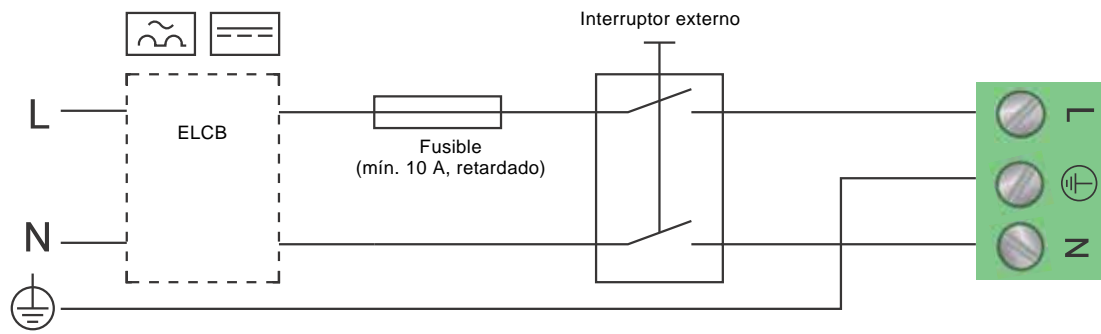 Interruptor externo
L
ELCB
Fusible
(mín. 10 A, retardado)
L
N
N